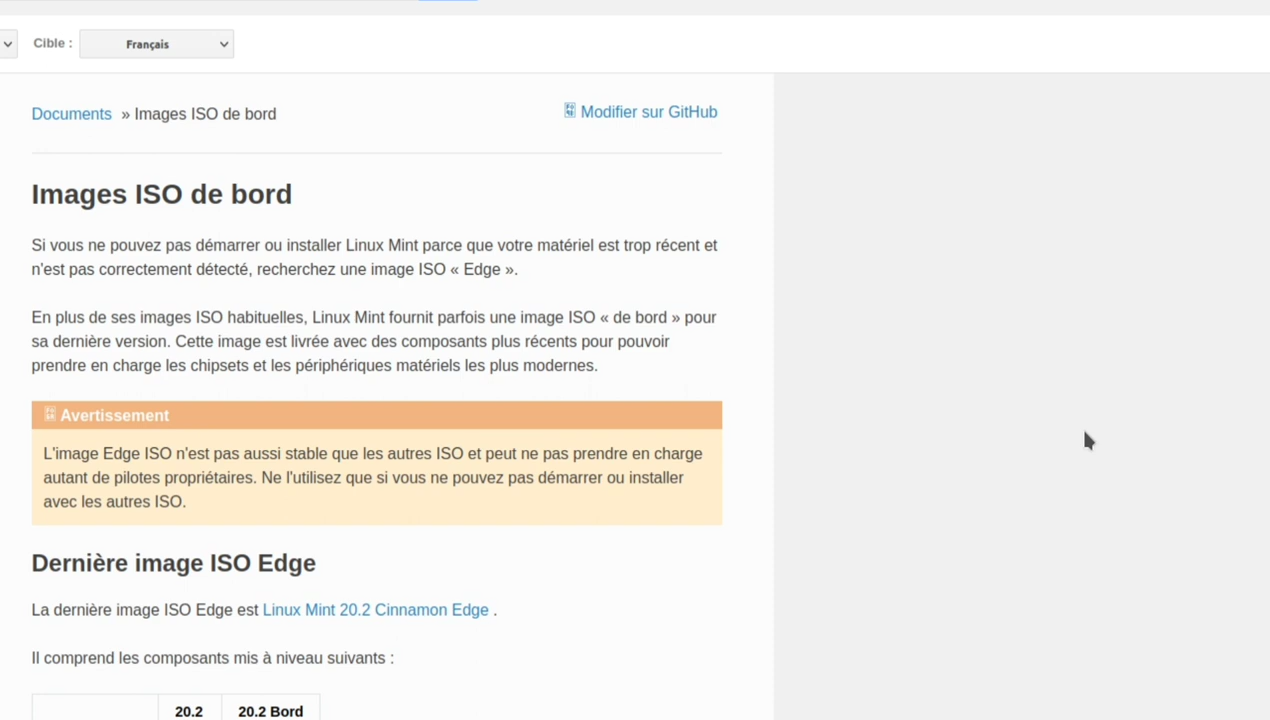 Cible : Français
Documents » Images ISO de bord
Modifier sur GitHub
Images ISO de bord
Si vous ne pouvez pas démarrer ou installer Linux Mint parce que votre matériel est trop récent et
n'est pas correctement détecté, recherchez une image ISO « Edge ».
En plus de ses images ISO habituelles, Linux Mint fournit parfois une image ISO « de bord » pour
sa dernière version. Cette image est livrée avec des composants plus récents pour pouvoir
prendre en charge les chipsets et les périphériques matériels les plus modernes.
Avertissement
L'image Edge ISO n'est pas aussi stable que les autres ISO et peut ne pas prendre en charge
autant de pilotes propriétaires. Ne l'utilisez que si vous ne pouvez pas démarrer ou installer
avec les autres ISO.
Dernière image ISO Edge
La dernière image ISO Edge est Linux Mint 20.2 Cinnamon Edge .
Il comprend les composants mis à niveau suivants :
20.2 20.2 Bord